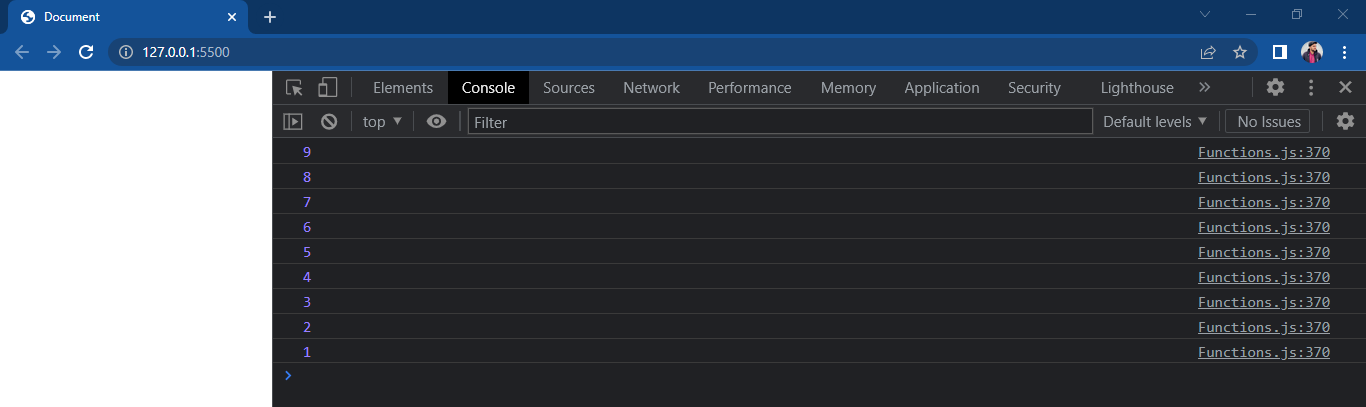 Document
127.0.0.1:5500
Elements Console Sources Network Performance Memory Application Security Lighthouse
top Filter Default levels No Issues
9 Functions.js:370
8 Functions.js:370
7 Functions.js:370
6 Functions.js:370
5 Functions.js:370
4 Functions.js:370
3 Functions.js:370
2 Functions.js:370
1 Functions.js:370